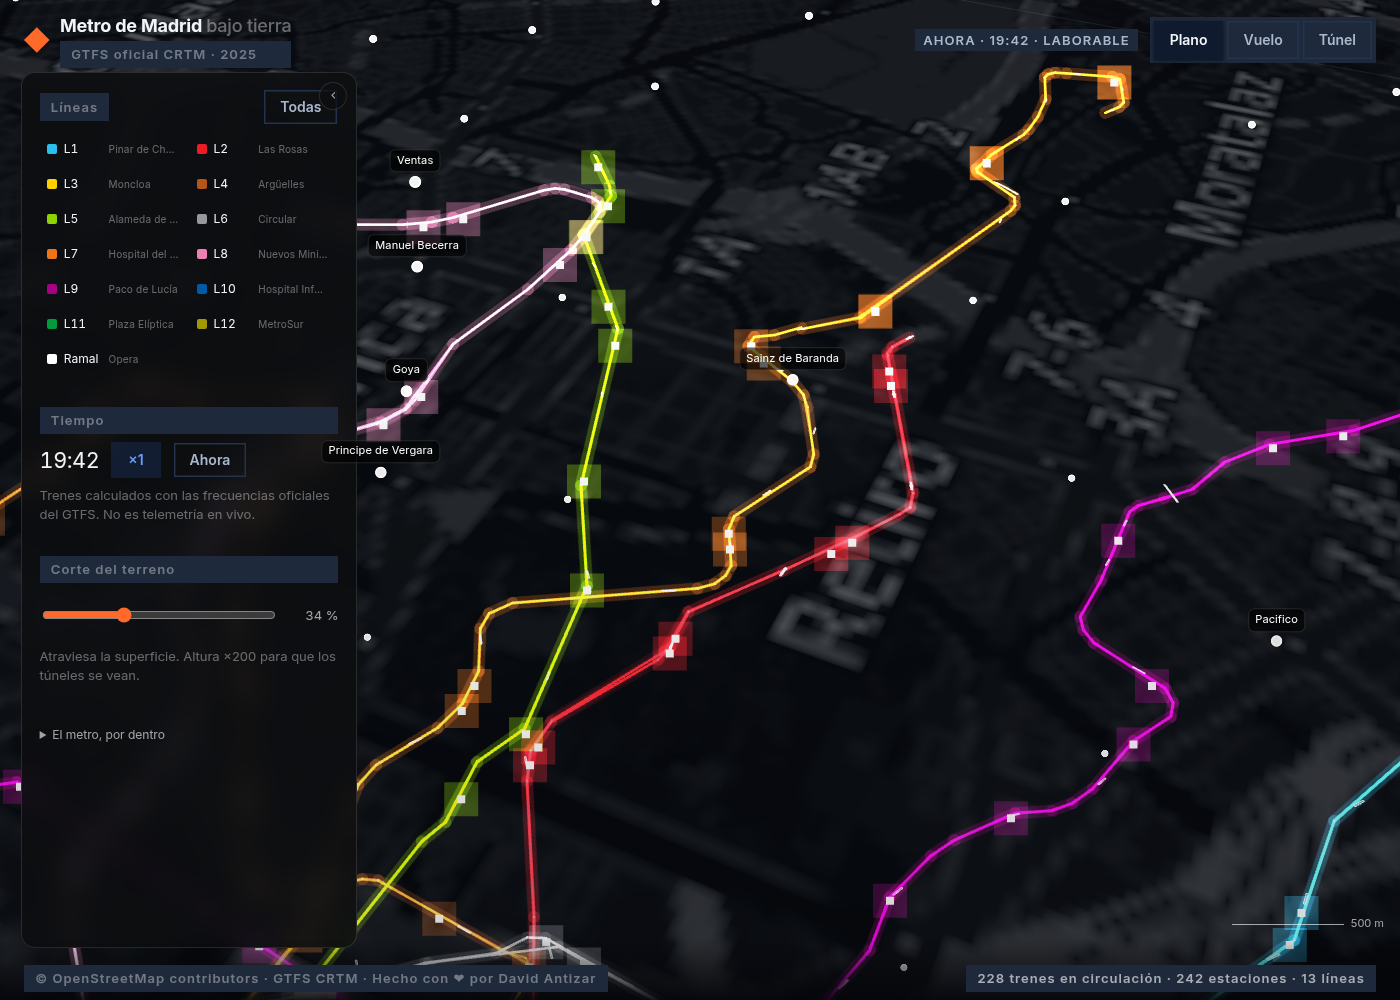 Metro de Madrid bajo tierra
GTFS oficial CRTM · 2025
AHORA · 19:42 · LABORABLE
Plano
Vuelo
Túnel
Líneas
Todas
L1 Pinar de Ch...
L2 Las Rosas
L3 Moncloa
L4 Argüelles
L5 Alameda de ...
L6 Circular
L7 Hospital del ...
L8 Nuevos Mini...
L9 Paco de Lucía
L10 Hospital Inf...
L11 Plaza Elíptica
L12 MetroSur
Ramal Opera
Tiempo
19:42 ×1 Ahora
Trenes calculados con las frecuencias oficiales
del GTFS. No es telemetría en vivo.
Corte del terreno
34 %
Atraviesa la superficie. Altura ×200 para que los
túneles se vean.
El metro, por dentro
Ventas
Manuel Becerra
Goya
Principe de Vergara
Sainz de Baranda
Pacifico
Moratalaz
Retiro
500 m
© OpenStreetMap contributors · GTFS CRTM · Hecho con ❤ por David Antizar
228 trenes en circulación · 242 estaciones · 13 líneas